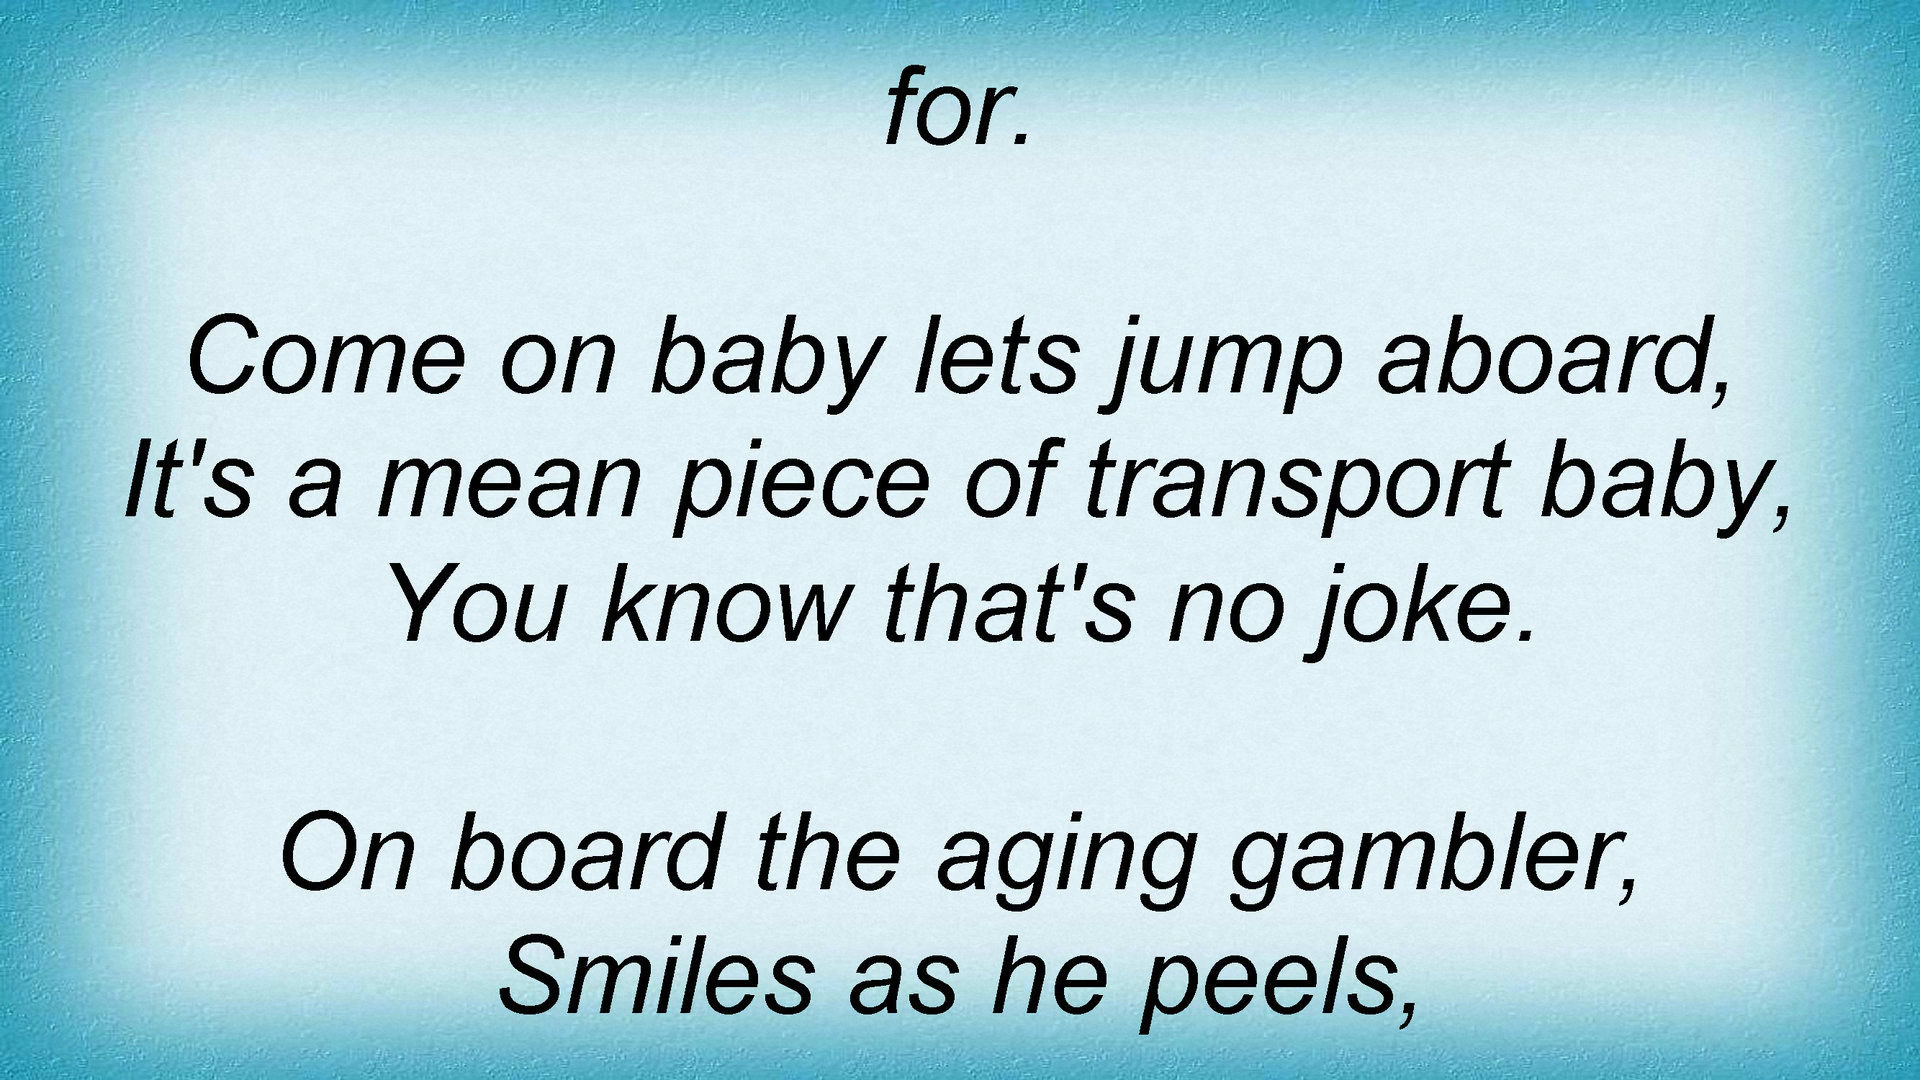 for.
Come on baby lets jump aboard,
It's a mean piece of transport baby,
You know that's no joke.
On board the aging gambler,
Smiles as he peels,